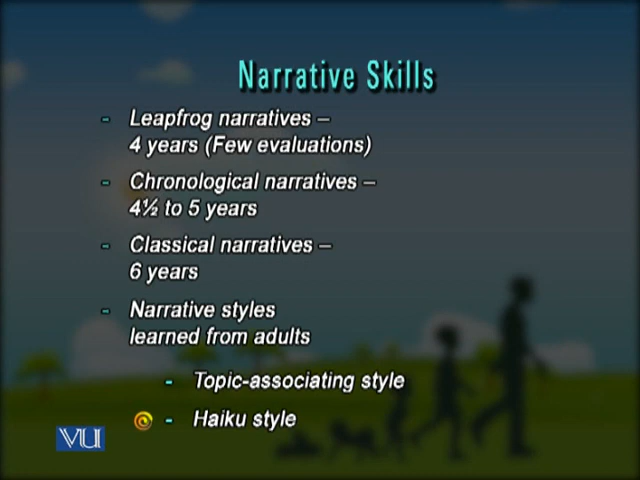 Narrative Skills
- Leapfrog narratives –
4 years (Few evaluations)
- Chronological narratives –
4½ to 5 years
- Classical narratives –
6 years
- Narrative styles
learned from adults
- Topic-associating style
- Haiku style
VU